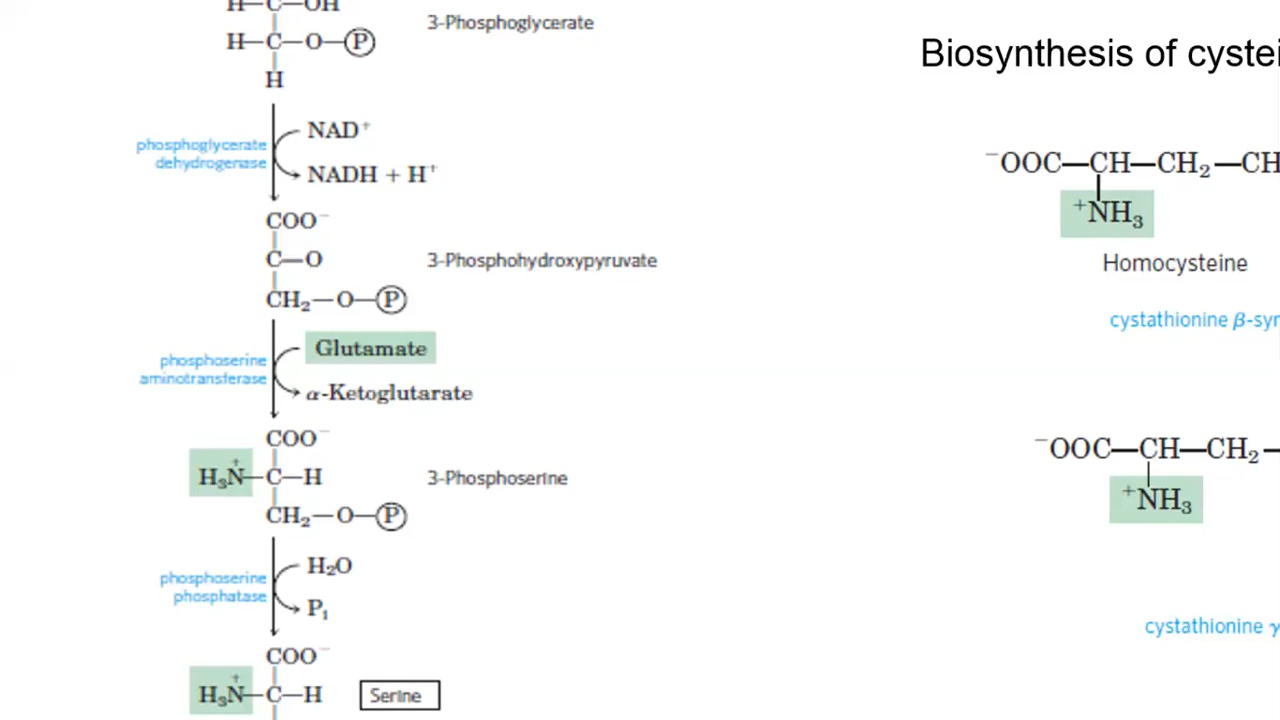 H—C—OH
3-Phosphoglycerate
H—C—O—P
H
NAD⁺
phosphoglycerate
dehydrogenase
NADH + H⁺
COO⁻
C—O
3-Phosphohydroxypyruvate
CH₂—O—P
Glutamate
phosphoserine
aminotransferase
α-Ketoglutarate
COO⁻
H₃N⁺—C—H
3-Phosphoserine
CH₂—O—P
H₂O
phosphoserine
phosphatase
Pᵢ
COO⁻
H₃N⁺—C—H
Serine
Biosynthesis of cystei
⁻OOC—CH—CH₂—CH
⁺NH₃
Homocysteine
cystathionine β-syn
⁻OOC—CH—CH₂—
⁺NH₃
cystathionine γ